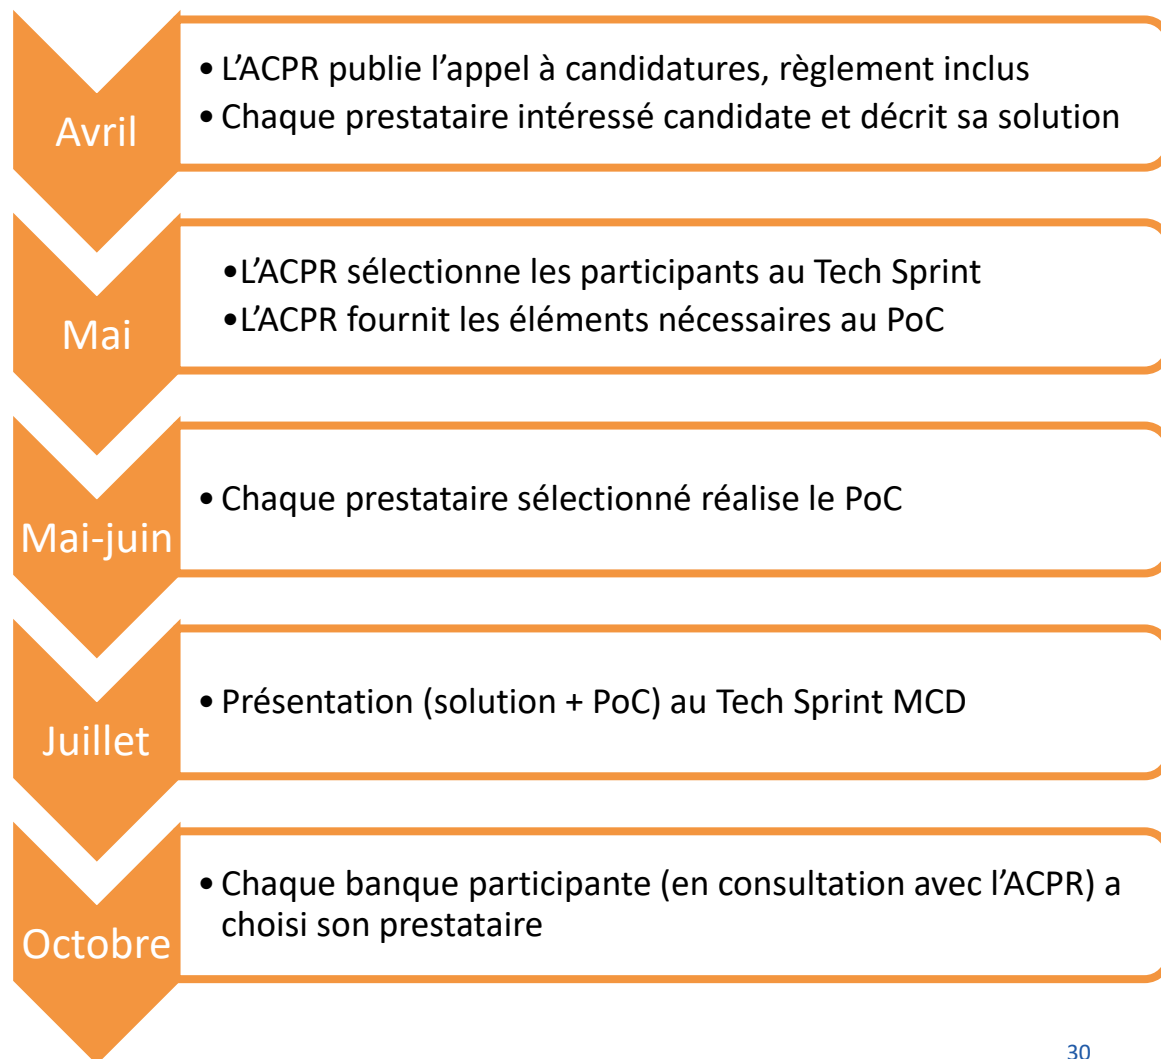 Avril
• L’ACPR publie l’appel à candidatures, règlement inclus
• Chaque prestataire intéressé candidate et décrit sa solution
Mai
•L’ACPR sélectionne les participants au Tech Sprint
•L’ACPR fournit les éléments nécessaires au PoC
Mai-juin
• Chaque prestataire sélectionné réalise le PoC
Juillet
• Présentation (solution + PoC) au Tech Sprint MCD
Octobre
• Chaque banque participante (en consultation avec l’ACPR) a
choisi son prestataire
30